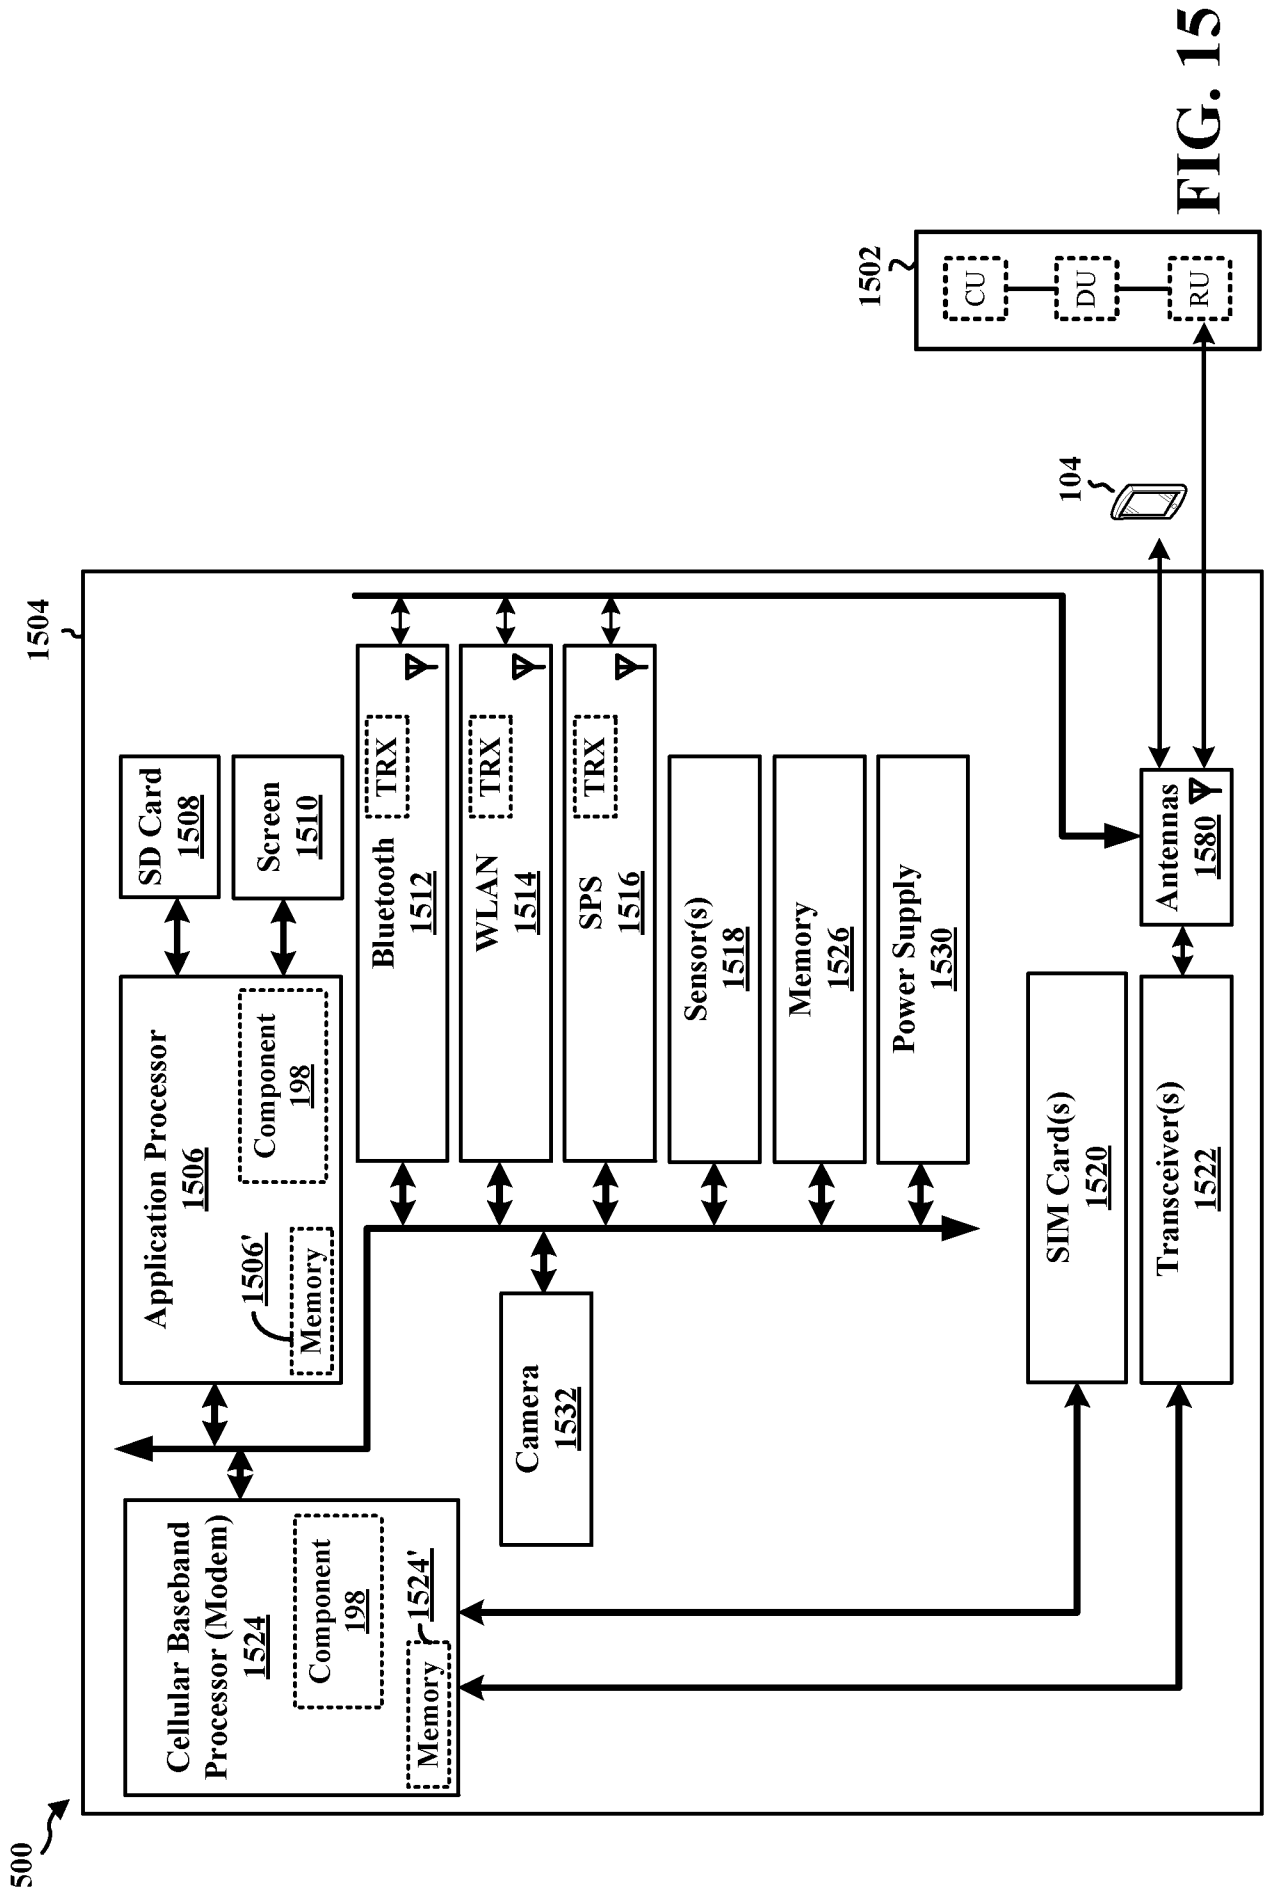 500
1504
Cellular Baseband
Processor (Modem)
1524
Component
198
Memory
1524'
Application Processor
1506
1506'
Memory
Component
198
SD Card
1508
Screen
1510
Camera
1532
Bluetooth
1512
TRX
WLAN
1514
TRX
SPS
1516
TRX
Sensor(s)
1518
Memory
1526
Power Supply
1530
SIM Card(s)
1520
Transceiver(s)
1522
Antennas
1580
104
1502
CU
DU
RU
FIG. 15